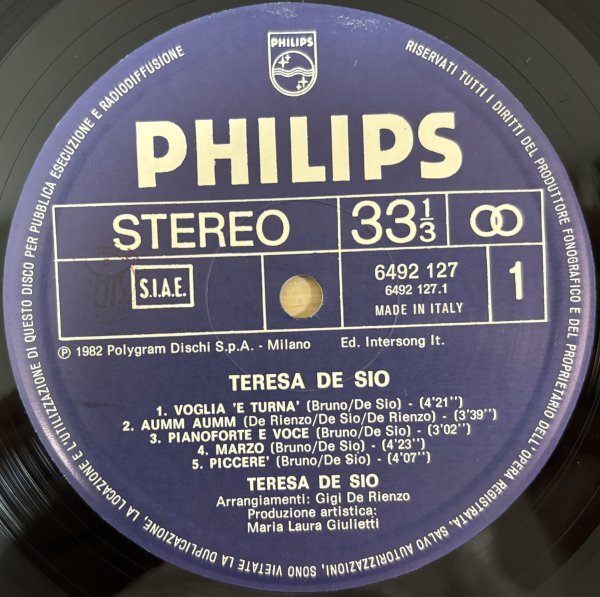 PHILIPS
PHILIPS
STEREO
33 1/3
S.I.A.E.
6492 127
6492 127.1
MADE IN ITALY
1
℗ 1982 Polygram Dischi S.p.A. - Milano
Ed. Intersong It.
TERESA DE SIO
1. VOGLIA 'E TURNA' (Bruno/De Sio) - (4'21'')
2. AUMM AUMM (De Rienzo/De Sio/De Rienzo) - (3'39'')
3. PIANOFORTE E VOCE (Bruno/De Sio) - (3'02'')
4. MARZO (Bruno/De Sio) - (4'23'')
5. PICCERE' (Bruno/De Sio) - (4'07'')
TERESA DE SIO
Arrangiamenti: Gigi De Rienzo
Produzione artistica:
Maria Laura Giulietti
RISERVATI TUTTI I DIRITTI DEL PRODUTTORE FONOGRAFICO E DEL PROPRIETARIO DELL'OPERA REGISTRATA. SALVO AUTORIZZAZIONI, SONO VIETATE LA DUPLICAZIONE, LA LOCAZIONE E L'UTILIZZAZIONE DI QUESTO DISCO PER PUBBLICA ESECUZIONE E RADIODIFFUSIONE